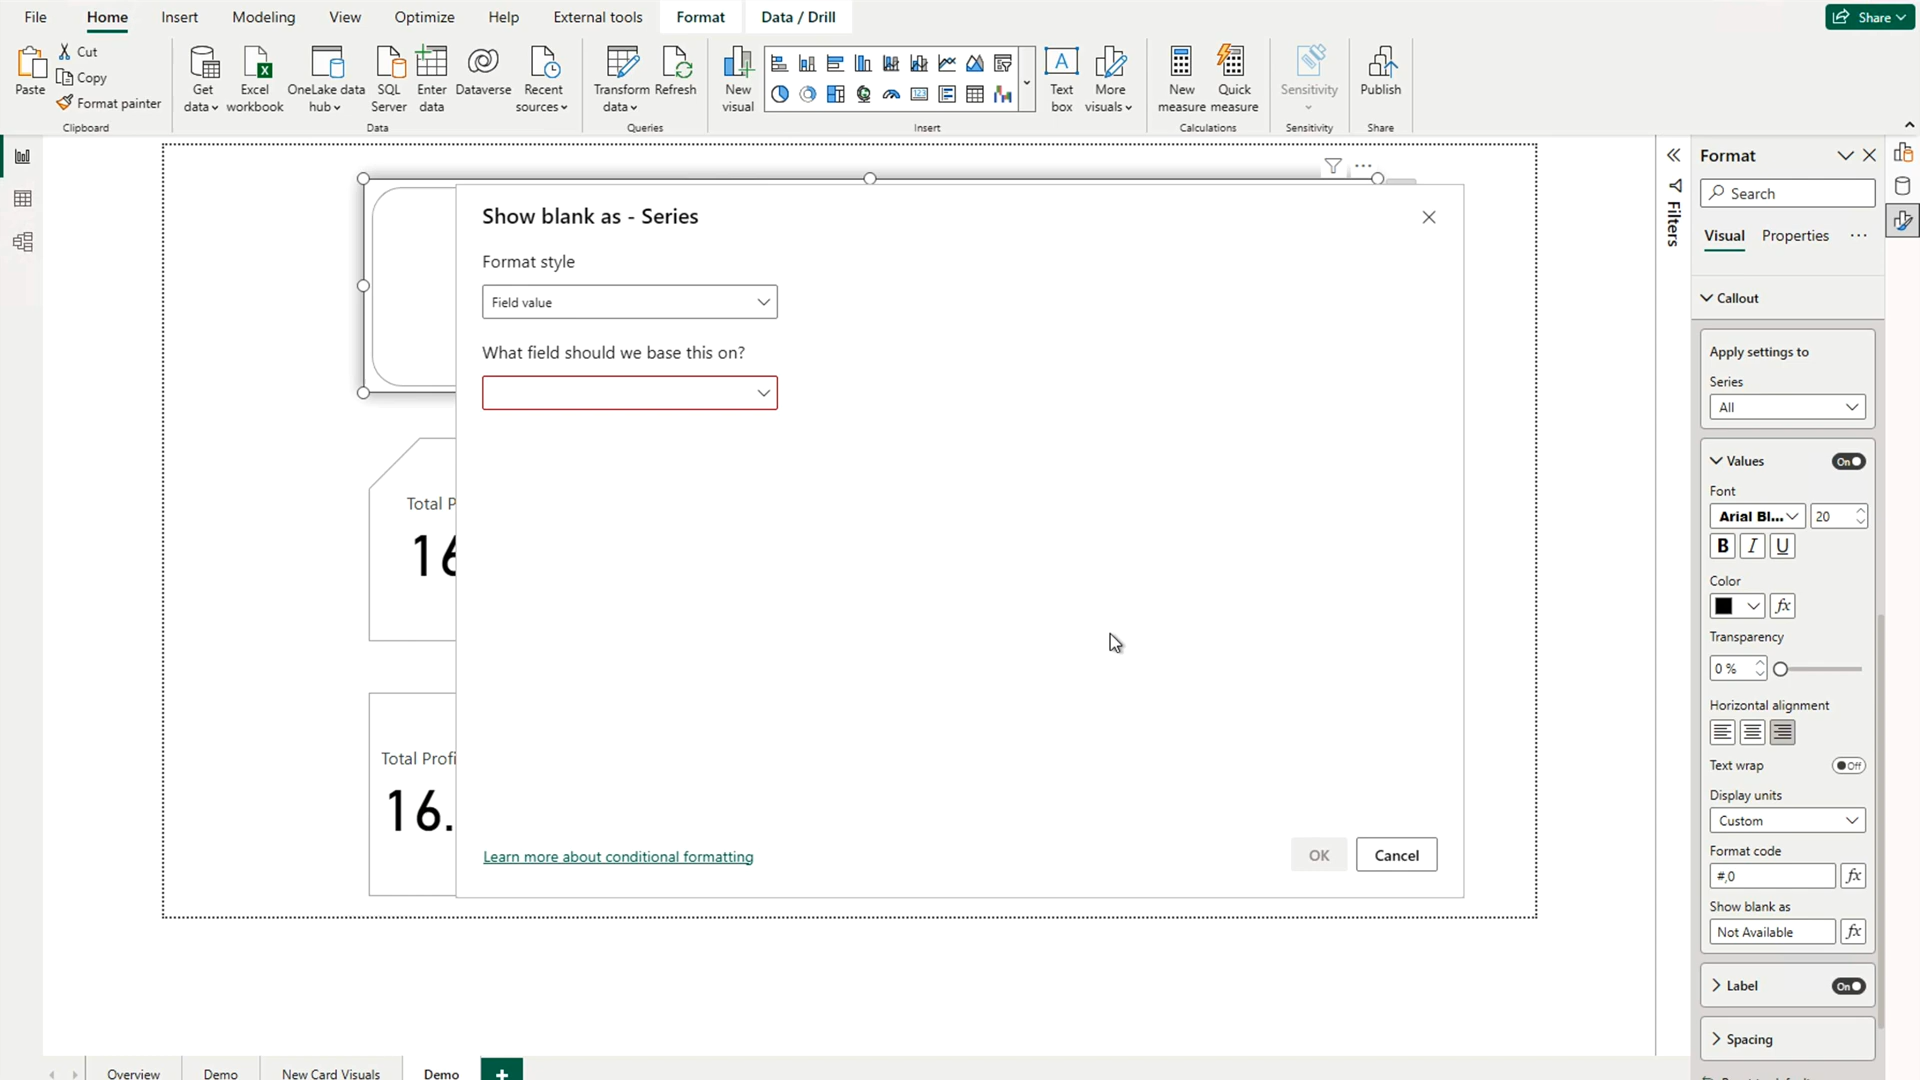 File Home Insert Modeling View Optimize Help External tools Format Data / Drill Share
Paste Cut Copy Format painter
Get data Excel workbook OneLake data hub SQL Server Enter data Dataverse Recent sources
Transform data Refresh New visual Text box More visuals New measure Quick measure Sensitivity Publish
Clipboard Data Queries Insert Calculations Sensitivity Share
Format
Search
Visual Properties
Filters
Show blank as - Series
Format style
Field value
What field should we base this on?
Total P
16
Total Profi
16.
Learn more about conditional formatting
OK Cancel
Callout
Apply settings to
Series
All
Values On
Font
Arial Bl... 20
B I U
Color
fx
Transparency
0 %
Horizontal alignment
Text wrap Off
Display units
Custom
Format code
#,0 fx
Show blank as
Not Available fx
Label On
Spacing
Overview Demo New Card Visuals Demo +